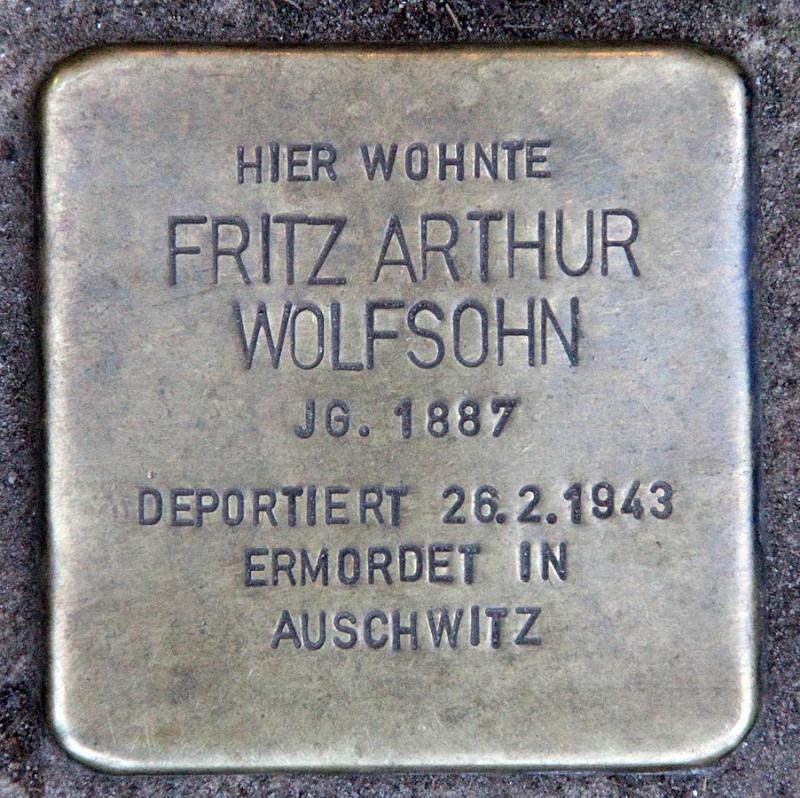 HIER WOHNTE
FRITZ ARTHUR
WOLFSOHN
JG. 1887
DEPORTIERT 26.2.1943
ERMORDET IN
AUSCHWITZ